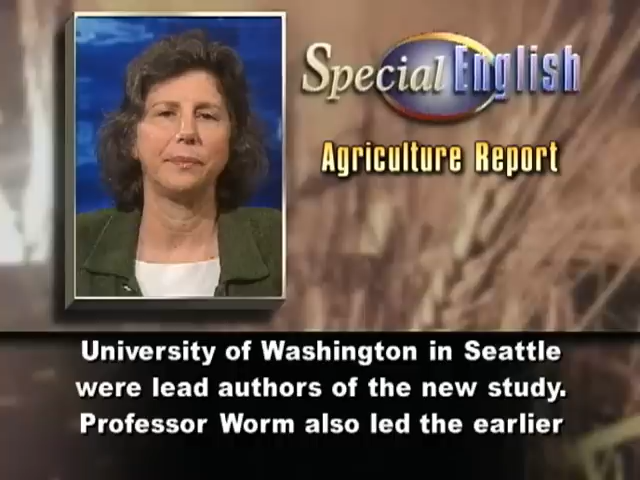 Special English
Agriculture Report
University of Washington in Seattle
were lead authors of the new study.
Professor Worm also led the earlier